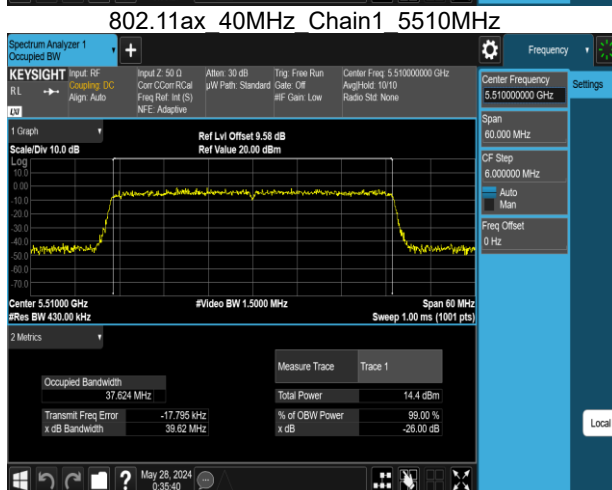 802.11ax_40MHz_Chain1_5510MHz
Spectrum Analyzer 1
Occupied BW
Frequency
KEYSIGHT
Input: RF
Input Z: 50 Ω
Atten: 30 dB
Trig: Free Run
Center Freq: 5.510000000 GHz
RL
Coupling: DC
Corr CCorr RCal
µW Path: Standard
Gate: Off
Avg|Hold: 10/10
Align: Auto
Freq Ref: Int (S)
#IF Gain: Low
Radio Std: None
NFE: Adaptive
Center Frequency
5.510000000 GHz
Settings
Span
60.000 MHz
CF Step
6.000000 MHz
Auto
Man
Freq Offset
0 Hz
1 Graph
Scale/Div 10.0 dB
Ref Lvl Offset 9.58 dB
Ref Value 20.00 dBm
Log
10.0
0.00
-10.0
-20.0
-30.0
-40.0
-50.0
-60.0
-70.0
Center 5.51000 GHz
#Video BW 1.5000 MHz
Span 60 MHz
#Res BW 430.00 kHz
Sweep 1.00 ms (1001 pts)
2 Metrics
Measure Trace
Trace 1
Occupied Bandwidth
37.624 MHz
Total Power
14.4 dBm
Transmit Freq Error
-17.795 kHz
% of OBW Power
99.00 %
x dB Bandwidth
39.62 MHz
x dB
-26.00 dB
Local
May 28, 2024
0:35:40